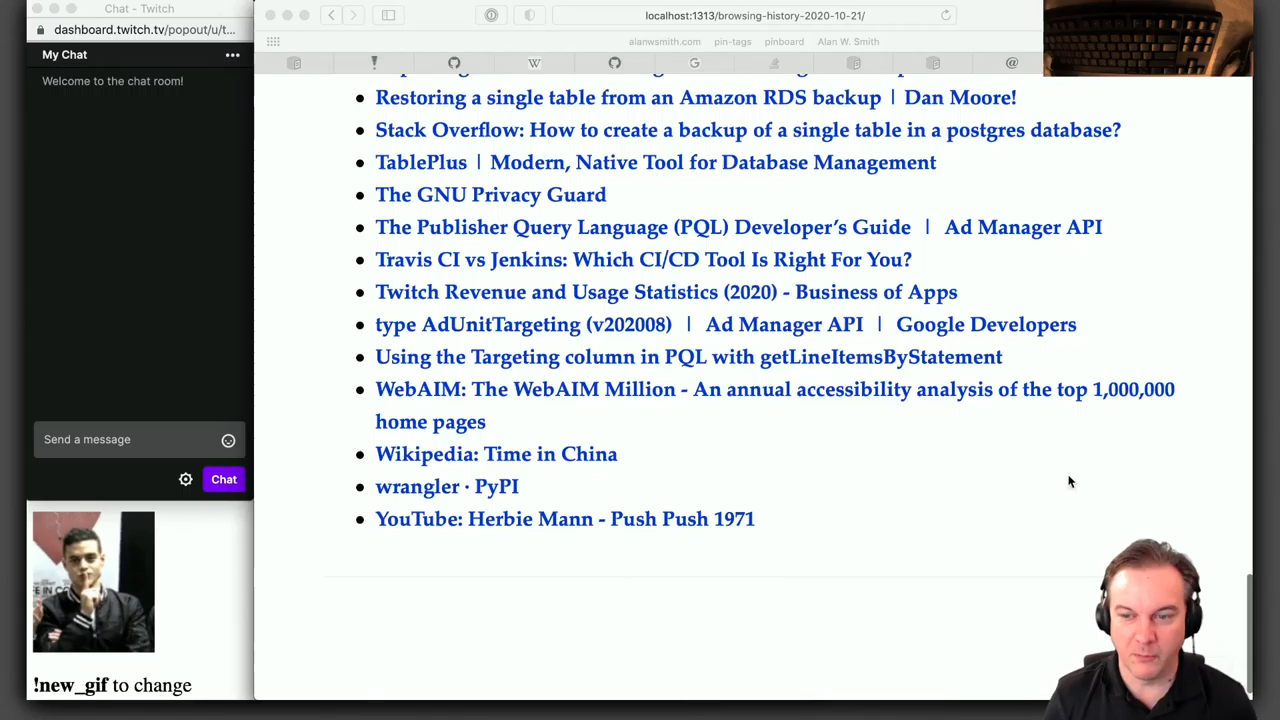 Chat - Twitch
dashboard.twitch.tv/popout/u/t...
My Chat
Welcome to the chat room!
Send a message
Chat
!new_gif to change
localhost:1313/browsing-history-2020-10-21/
alanwsmith.com pin-tags pinboard Alan W. Smith
Restoring a single table from an Amazon RDS backup | Dan Moore!
Stack Overflow: How to create a backup of a single table in a postgres database?
TablePlus | Modern, Native Tool for Database Management
The GNU Privacy Guard
The Publisher Query Language (PQL) Developer’s Guide | Ad Manager API
Travis CI vs Jenkins: Which CI/CD Tool Is Right For You?
Twitch Revenue and Usage Statistics (2020) - Business of Apps
type AdUnitTargeting (v202008) | Ad Manager API | Google Developers
Using the Targeting column in PQL with getLineItemsByStatement
WebAIM: The WebAIM Million - An annual accessibility analysis of the top 1,000,000
home pages
Wikipedia: Time in China
wrangler · PyPI
YouTube: Herbie Mann - Push Push 1971